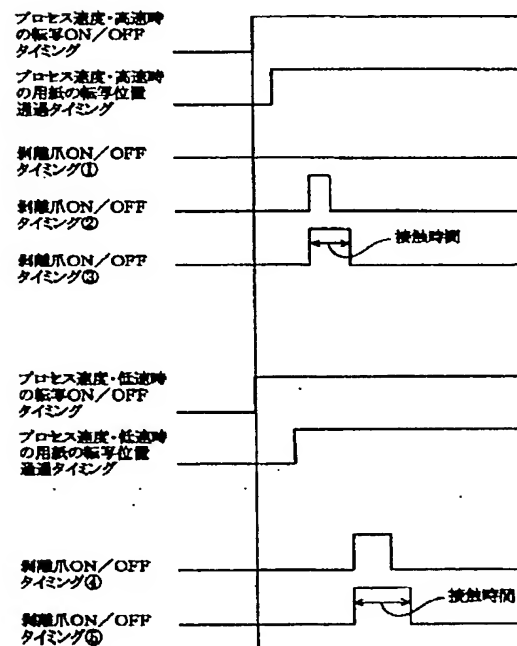 プロセス速度・高速時
の転写ON/OFF
タイミング
プロセス速度・高速時
の用紙の転写位置
通過タイミング
剥離爪ON/OFF
タイミング①
剥離爪ON/OFF
タイミング②
剥離爪ON/OFF
タイミング③
接触時間
プロセス速度・低速時
の転写ON/OFF
タイミング
プロセス速度・低速時
の用紙の転写位置
通過タイミング
剥離爪ON/OFF
タイミング④
剥離爪ON/OFF
タイミング⑤
接触時間